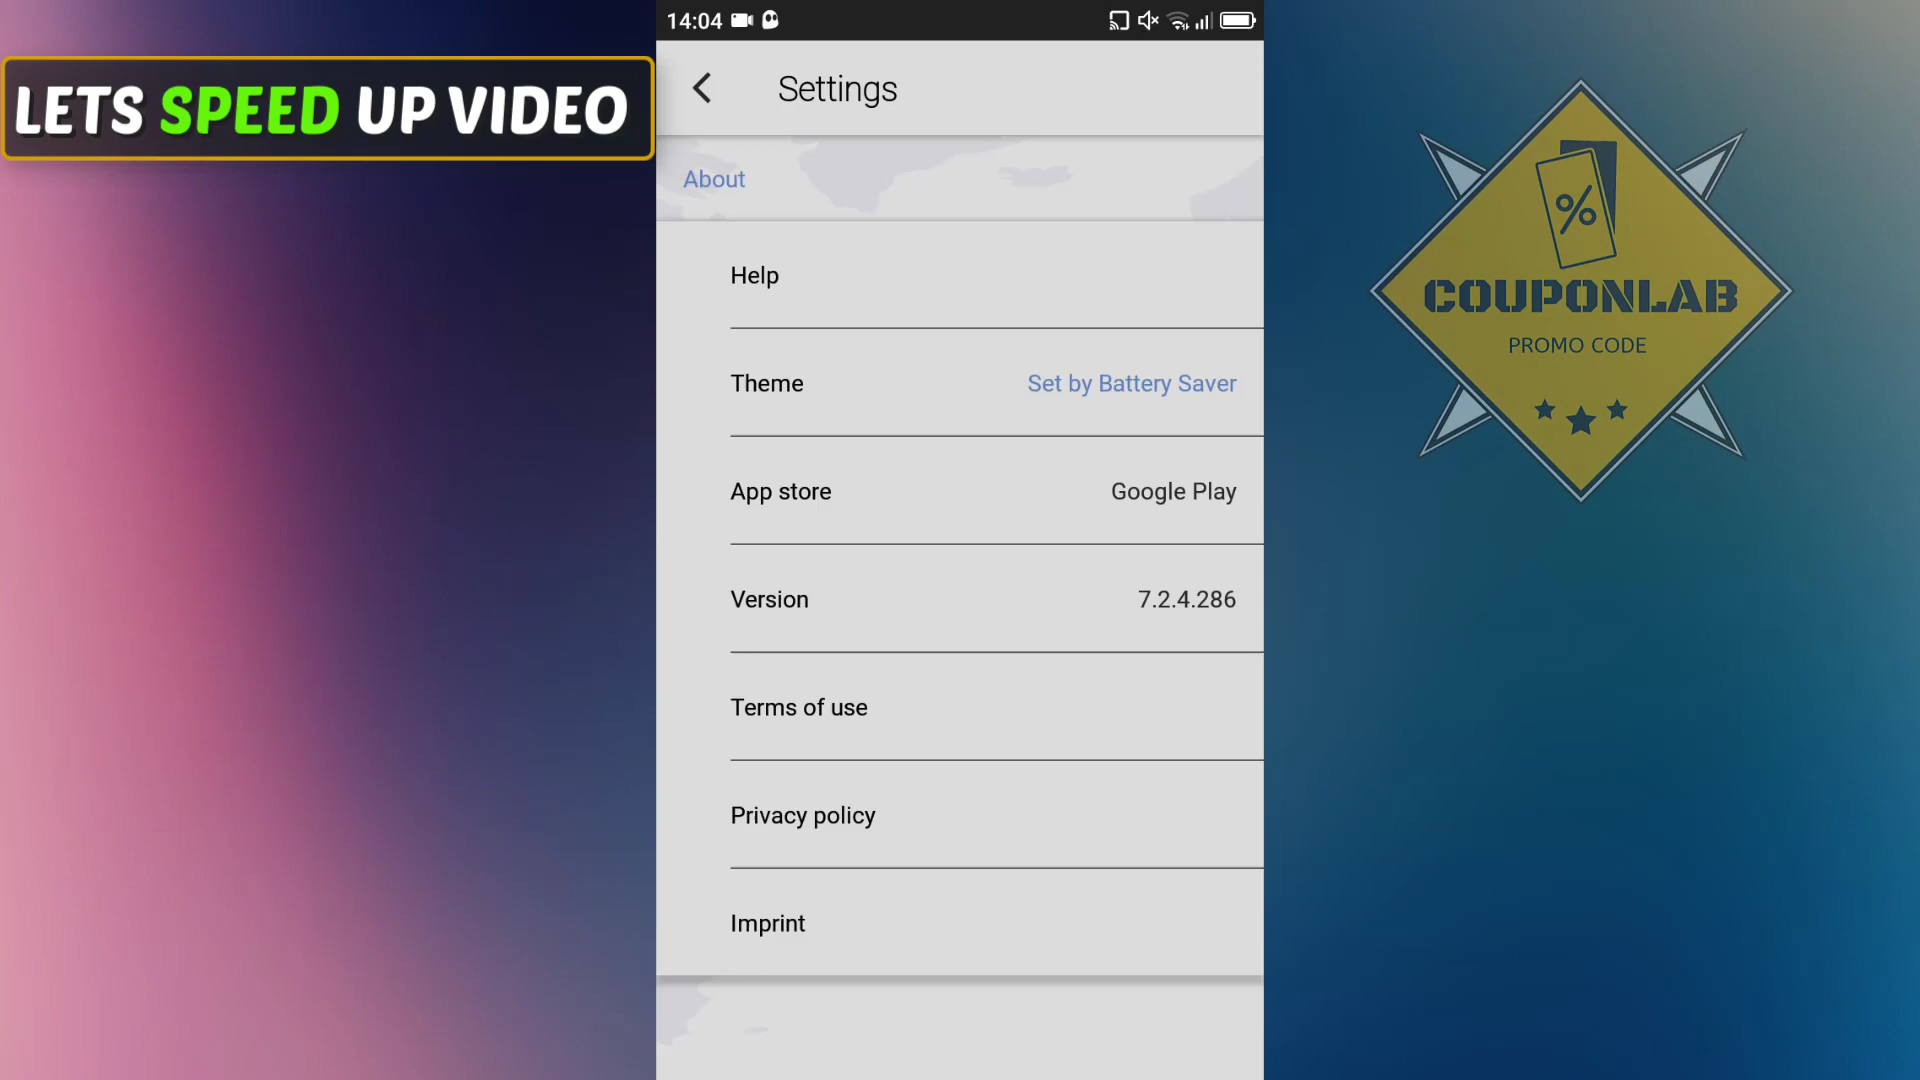 LETS SPEED UP VIDEO
14:04
Settings
About
Help
Theme Set by Battery Saver
App store Google Play
Version 7.2.4.286
Terms of use
Privacy policy
Imprint
%
COUPONLAB
PROMO CODE